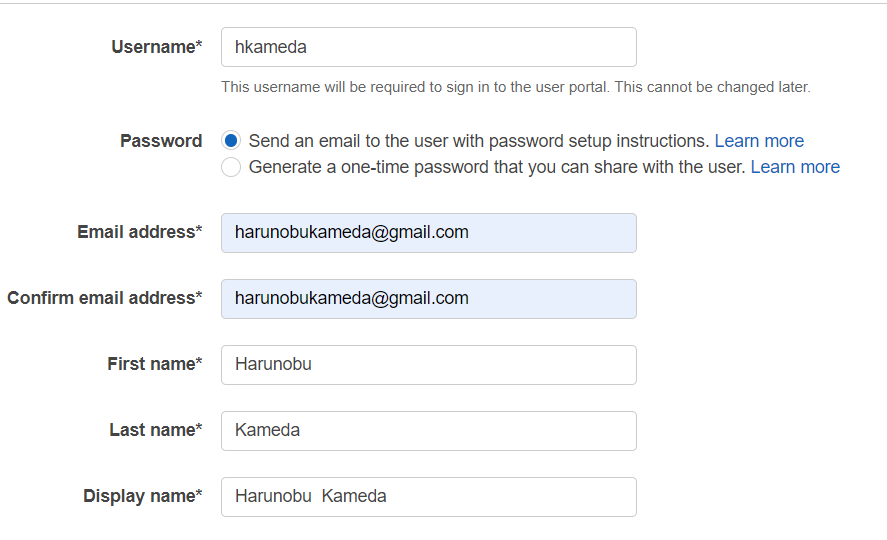 Username* hkameda
This username will be required to sign in to the user portal. This cannot be changed later.
Password Send an email to the user with password setup instructions. Learn more
Generate a one-time password that you can share with the user. Learn more
Email address* harunobukameda@gmail.com
Confirm email address* harunobukameda@gmail.com
First name* Harunobu
Last name* Kameda
Display name* Harunobu  Kameda